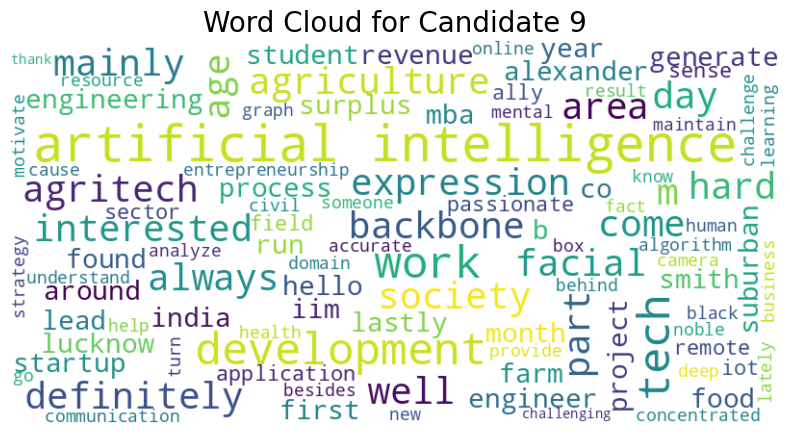 Word Cloud for Candidate 9
thank mainly age student revenue online year generate
resource alexander sense
engineering agriculture ally
motivate graph surplus mba mental area result day challenge learning
maintain
artificial intelligence
cause entrepreneurship
agritech process expression co know m hard
sector civil someone passionate fact
interested field backbone b come human suburban
strategy analyze run accurate box algorithm
found domain work facial camera business
understand always behind smith
around hello society
lead india iim part project tech black
help lastly month noble
lucknow turn health development provide remote
startup deep iot lately
go application farm
definitely besides well engineer food
communication first new challenging concentrated